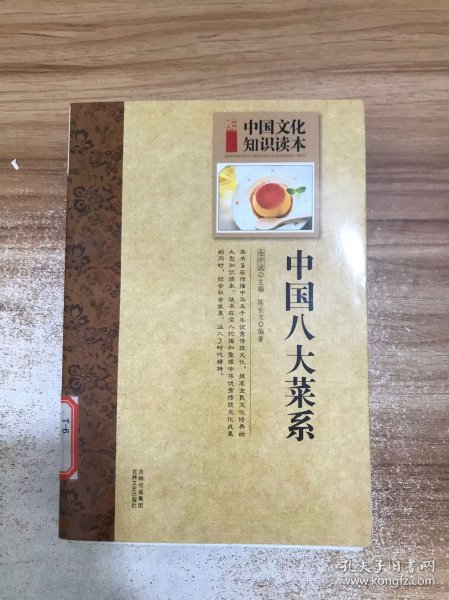 中国文化
知识读本
中国八大菜系
金开诚◎主编 陈长文◎编著
本书旨在传播中华五千年优秀传统文化，提高全民文化修养的
大型知识读本。该书在深入挖掘和整理中华优秀传统文化成果
的同时，结合社会发展，注入了时代精神。
吉林出版集团
吉林文史出版社
T-6
孔夫子旧书网
www.kongfz.com